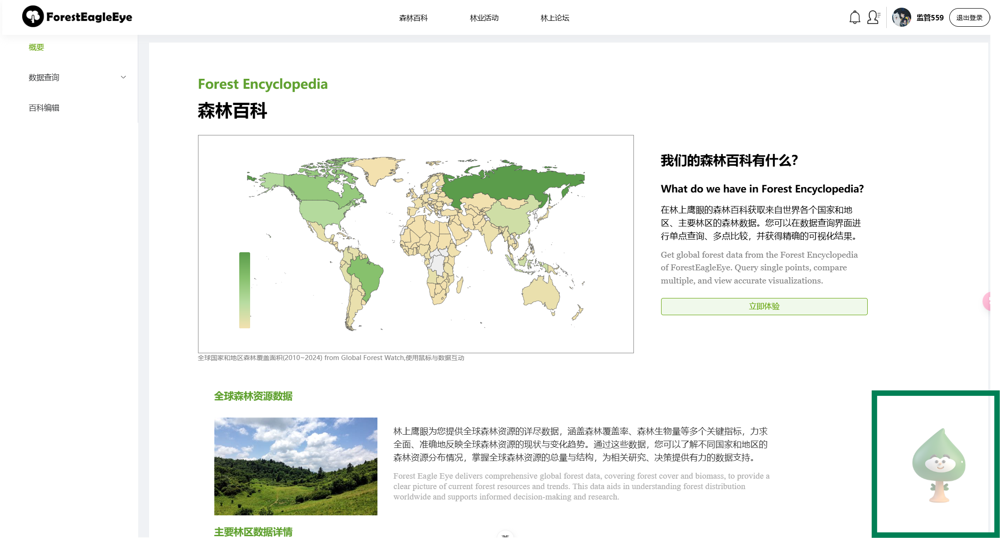 ForestEagleEye
森林百科
林业活动
林上论坛
监管559
退出登录
概要
数据查询
百科编辑
Forest Encyclopedia
森林百科
我们的森林百科有什么?
What do we have in Forest Encyclopedia?
在林上鹰眼的森林百科获取来自世界各个国家和地
区、主要林区的森林数据。您可以在数据查询界面进
行单点查询、多点比较，并获得精确的可视化结果。
Get global forest data from the Forest Encyclopedia
of ForestEagleEye. Query single points, compare
multiple, and view accurate visualizations.
立即体验
全球国家和地区森林覆盖面积(2010~2024) from Global Forest Watch,使用鼠标与数据互动
全球森林资源数据
林上鹰眼为您提供全球森林资源的详尽数据，涵盖森林覆盖率、森林生物量等多个关键指标，力求
全面、准确地反映全球森林资源的现状与变化趋势。通过这些数据，您可以了解不同国家和地区的
森林资源分布情况，掌握全球森林资源的总量与结构，为相关研究、决策提供有力的数据支持。
Forest Eagle Eye delivers comprehensive global forest data, covering forest cover and biomass, to provide a
clear picture of current forest resources and trends. This data aids in understanding forest distribution
worldwide and supports informed decision-making and research.
主要林区数据详情